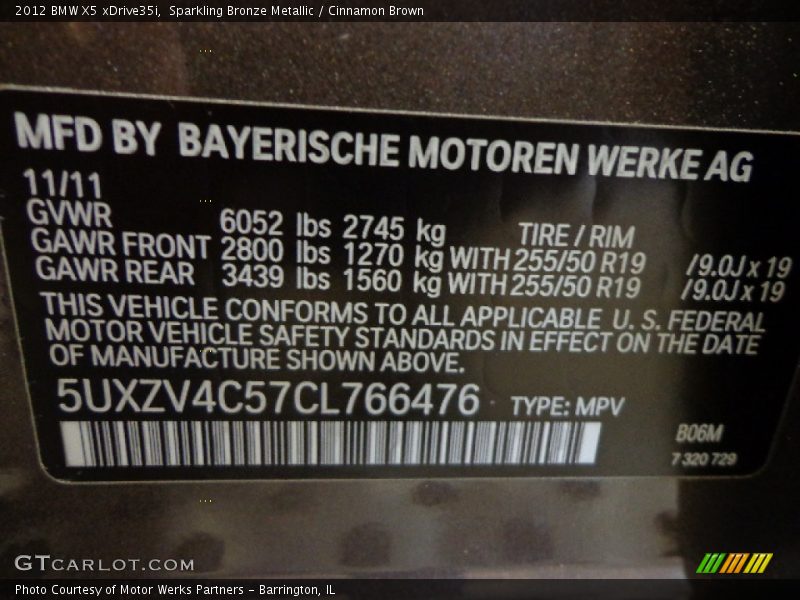 2012 BMW X5 xDrive35i, Sparkling Bronze Metallic / Cinnamon Brown
MFD BY BAYERISCHE MOTOREN WERKE AG
11/11
GVWR 6052 lbs 2745 kg TIRE / RIM
GAWR FRONT 2800 lbs 1270 kg WITH 255/50 R19 /9.0J x 19
GAWR REAR 3439 lbs 1560 kg WITH 255/50 R19 /9.0J x 19
THIS VEHICLE CONFORMS TO ALL APPLICABLE U. S. FEDERAL
MOTOR VEHICLE SAFETY STANDARDS IN EFFECT ON THE DATE
OF MANUFACTURE SHOWN ABOVE.
5UXZV4C57CL766476 TYPE: MPV
B06M
7 320 729
GTCARLOT.COM
Photo Courtesy of Motor Werks Partners - Barrington, IL